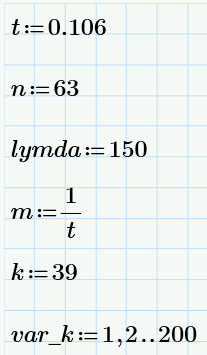 t:=0.106
n:=63
lymda:=150
m:=1/t
k:=39
var_k:=1,2..200